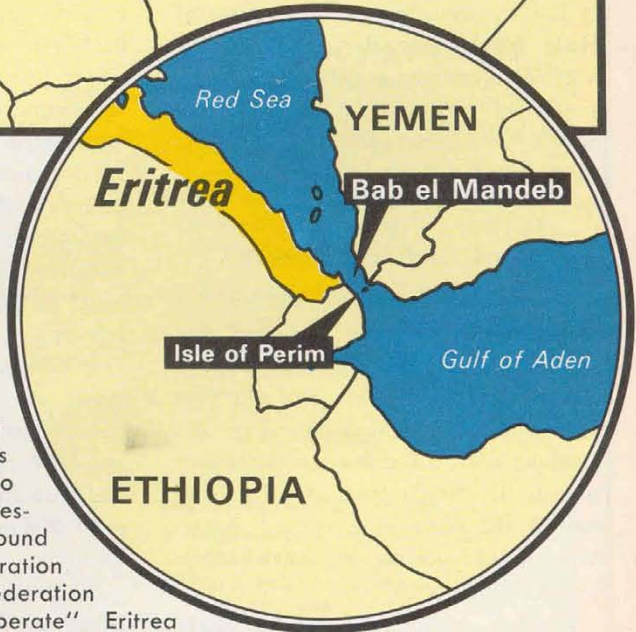 Red Sea
YEMEN
Eritrea
Bab el Mandeb
Isle of Perim
Gulf of Aden
ETHIOPIA
s
o
es-
ound
ration
deration
perate" Eritrea